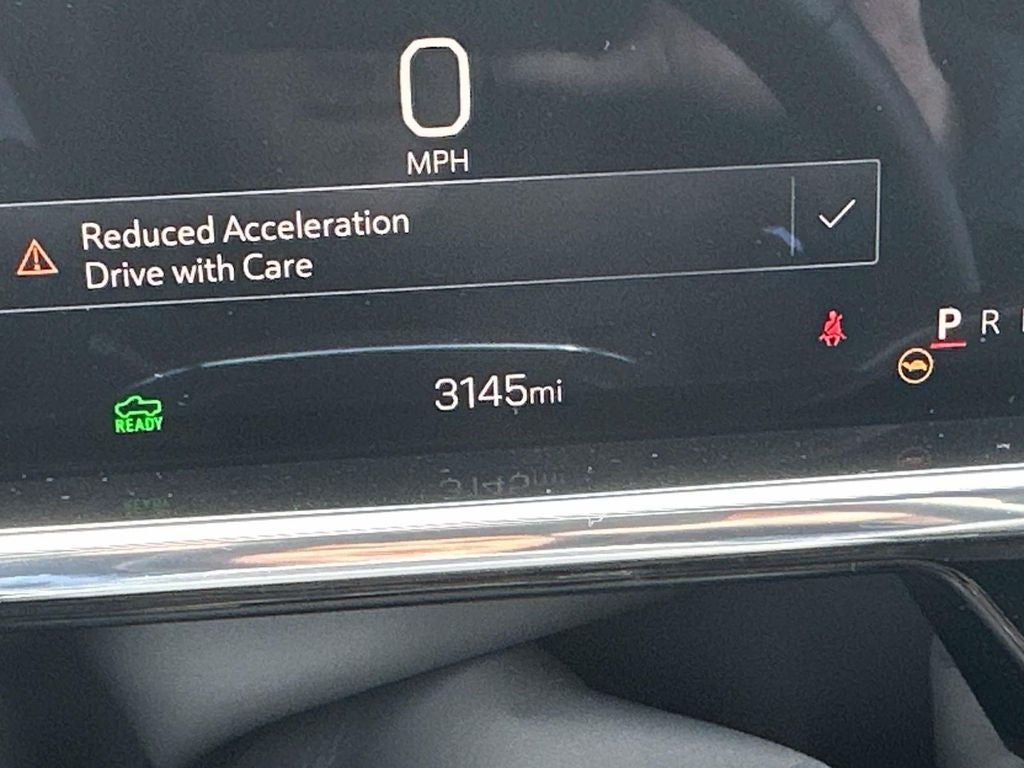 0
MPH
Reduced Acceleration
Drive with Care
P R
3145mi
READY